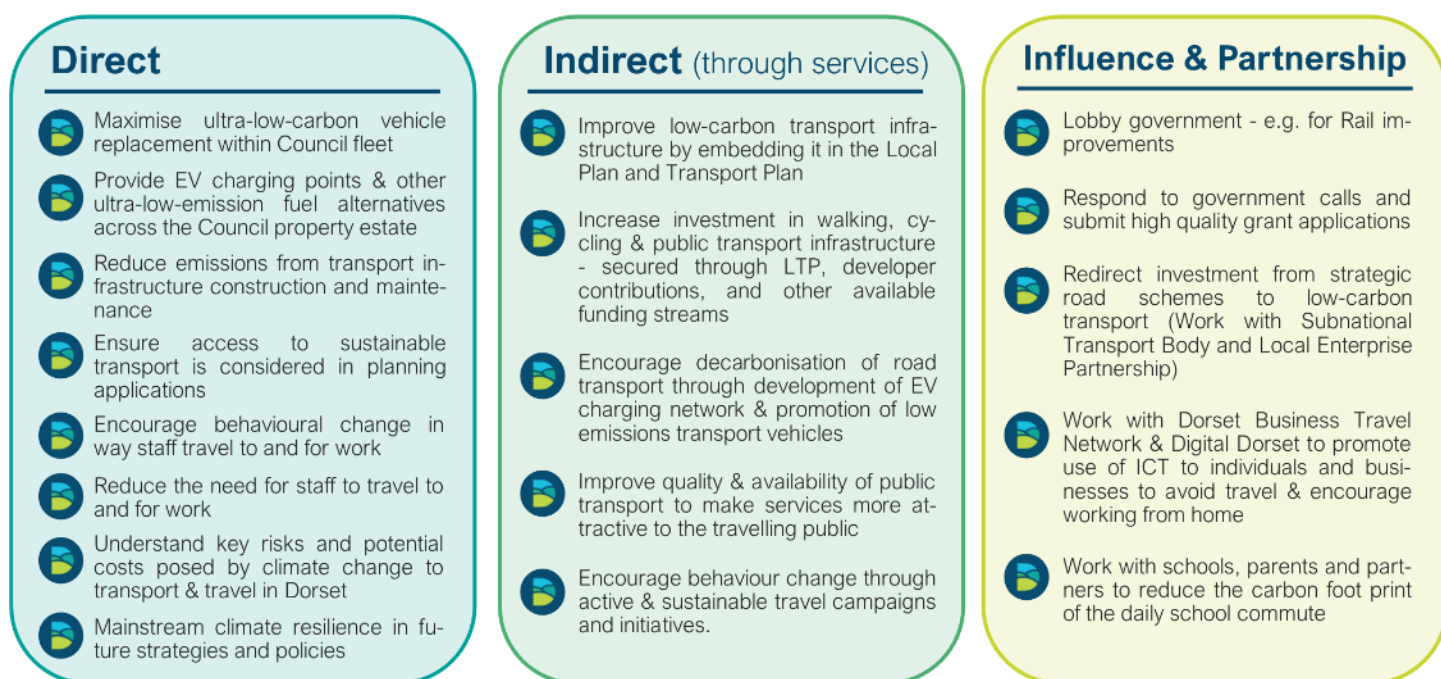 Direct
Maximise ultra-low-carbon vehicle
replacement within Council fleet
Provide EV charging points & other
ultra-low-emission fuel alternatives
across the Council property estate
Reduce emissions from transport in-
frastructure construction and mainte-
nance
Ensure access to sustainable
transport is considered in planning
applications
Encourage behavioural change in
way staff travel to and for work
Reduce the need for staff to travel to
and for work
Understand key risks and potential
costs posed by climate change to
transport & travel in Dorset
Mainstream climate resilience in fu-
ture strategies and policies
Indirect (through services)
Improve low-carbon transport infra-
structure by embedding it in the Local
Plan and Transport Plan
Increase investment in walking, cy-
cling & public transport infrastructure
- secured through LTP, developer
contributions, and other available
funding streams
Encourage decarbonisation of road
transport through development of EV
charging network & promotion of low
emissions transport vehicles
Improve quality & availability of public
transport to make services more at-
tractive to the travelling public
Encourage behaviour change through
active & sustainable travel campaigns
and initiatives.
Influence & Partnership
Lobby government - e.g. for Rail im-
provements
Respond to government calls and
submit high quality grant applications
Redirect investment from strategic
road schemes to low-carbon
transport (Work with Subnational
Transport Body and Local Enterprise
Partnership)
Work with Dorset Business Travel
Network & Digital Dorset to promote
use of ICT to individuals and busi-
nesses to avoid travel & encourage
working from home
Work with schools, parents and part-
ners to reduce the carbon foot print
of the daily school commute